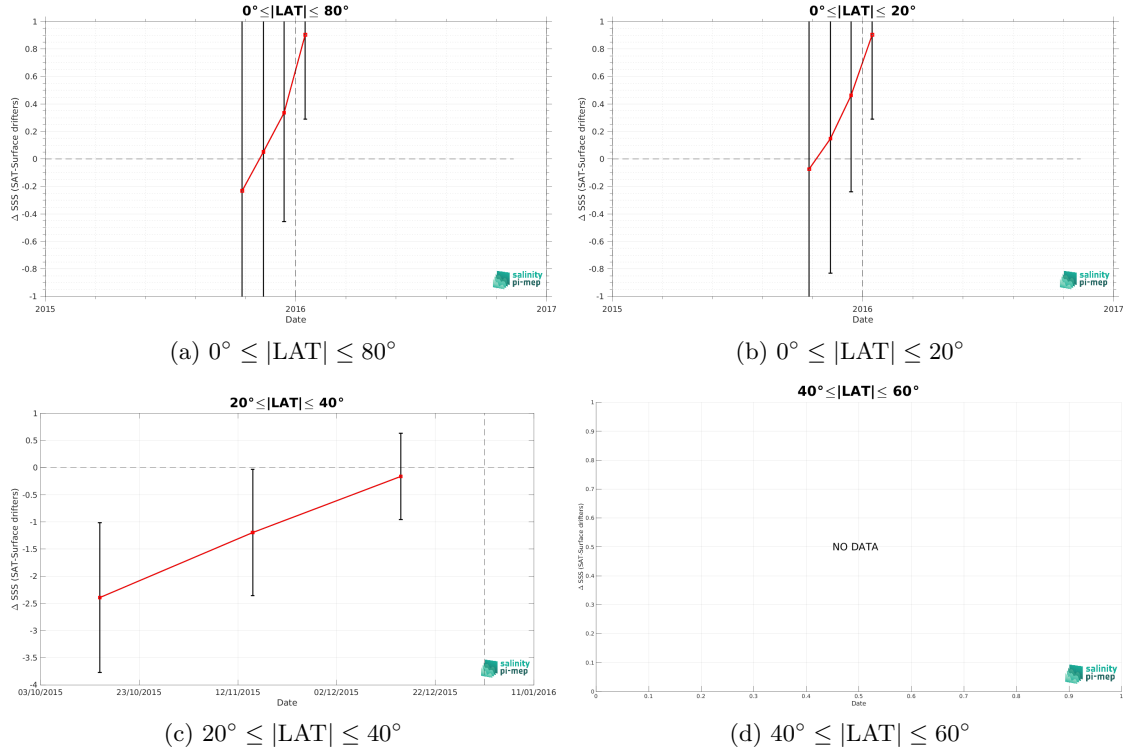 0°≤|LAT|≤ 80°
1
0.8
0.6
0.4
0.2
0
-0.2
-0.4
-0.6
-0.8
-1
Δ SSS (SAT-Surface drifters)
2015
2016
2017
Date
salinity
pi-mep
(a) 0° ≤ |LAT| ≤ 80°
0°≤|LAT|≤ 20°
1
0.8
0.6
0.4
0.2
0
-0.2
-0.4
-0.6
-0.8
-1
Δ SSS (SAT-Surface drifters)
2015
2016
2017
Date
salinity
pi-mep
(b) 0° ≤ |LAT| ≤ 20°
20°≤|LAT|≤ 40°
1
0.5
0
-0.5
-1
-1.5
-2
-2.5
-3
-3.5
-4
Δ SSS (SAT-Surface drifters)
03/10/2015
23/10/2015
12/11/2015
02/12/2015
22/12/2015
11/01/2016
Date
salinity
pi-mep
(c) 20° ≤ |LAT| ≤ 40°
40°≤|LAT|≤ 60°
1
0.9
0.8
0.7
0.6
0.5
0.4
0.3
0.2
0.1
0
Δ SSS (SAT-Surface drifters)
NO DATA
0
0.1
0.2
0.3
0.4
0.5
0.6
0.7
0.8
0.9
1
Date
salinity
pi-mep
(d) 40° ≤ |LAT| ≤ 60°